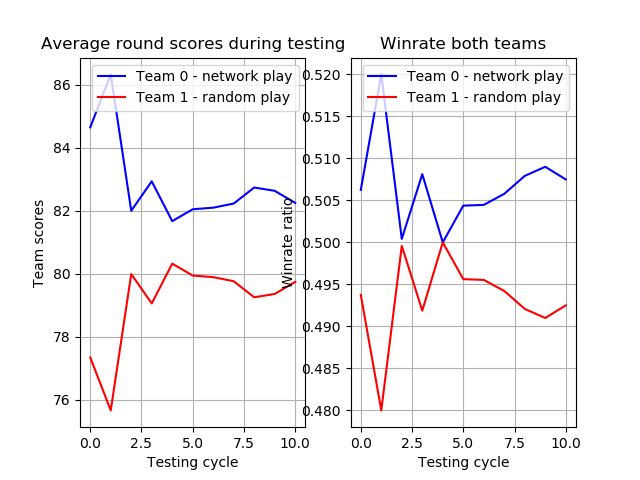 Average round scores during testing
Team 0 - network play
Team 1 - random play
86
84
82
80
78
76
Team scores
0.0 2.5 5.0 7.5 10.0
Testing cycle
Winrate both teams
Team 0 - network play
Team 1 - random play
0.520
0.515
0.510
0.505
0.500
0.495
0.490
0.485
0.480
Winrate ratio
0.0 2.5 5.0 7.5 10.0
Testing cycle